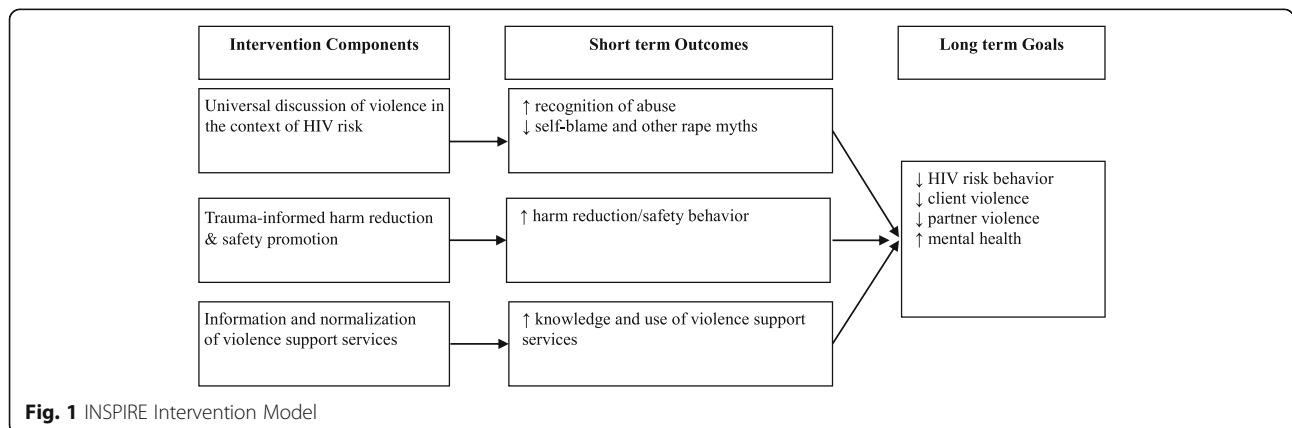 Intervention Components
Short term Outcomes
Long term Goals
Universal discussion of violence in
the context of HIV risk
↑ recognition of abuse
↓ self-blame and other rape myths
Trauma-informed harm reduction
& safety promotion
↑ harm reduction/safety behavior
Information and normalization
of violence support services
↑ knowledge and use of violence support
services
↓ HIV risk behavior
↓ client violence
↓ partner violence
↑ mental health
Fig. 1 INSPIRE Intervention Model